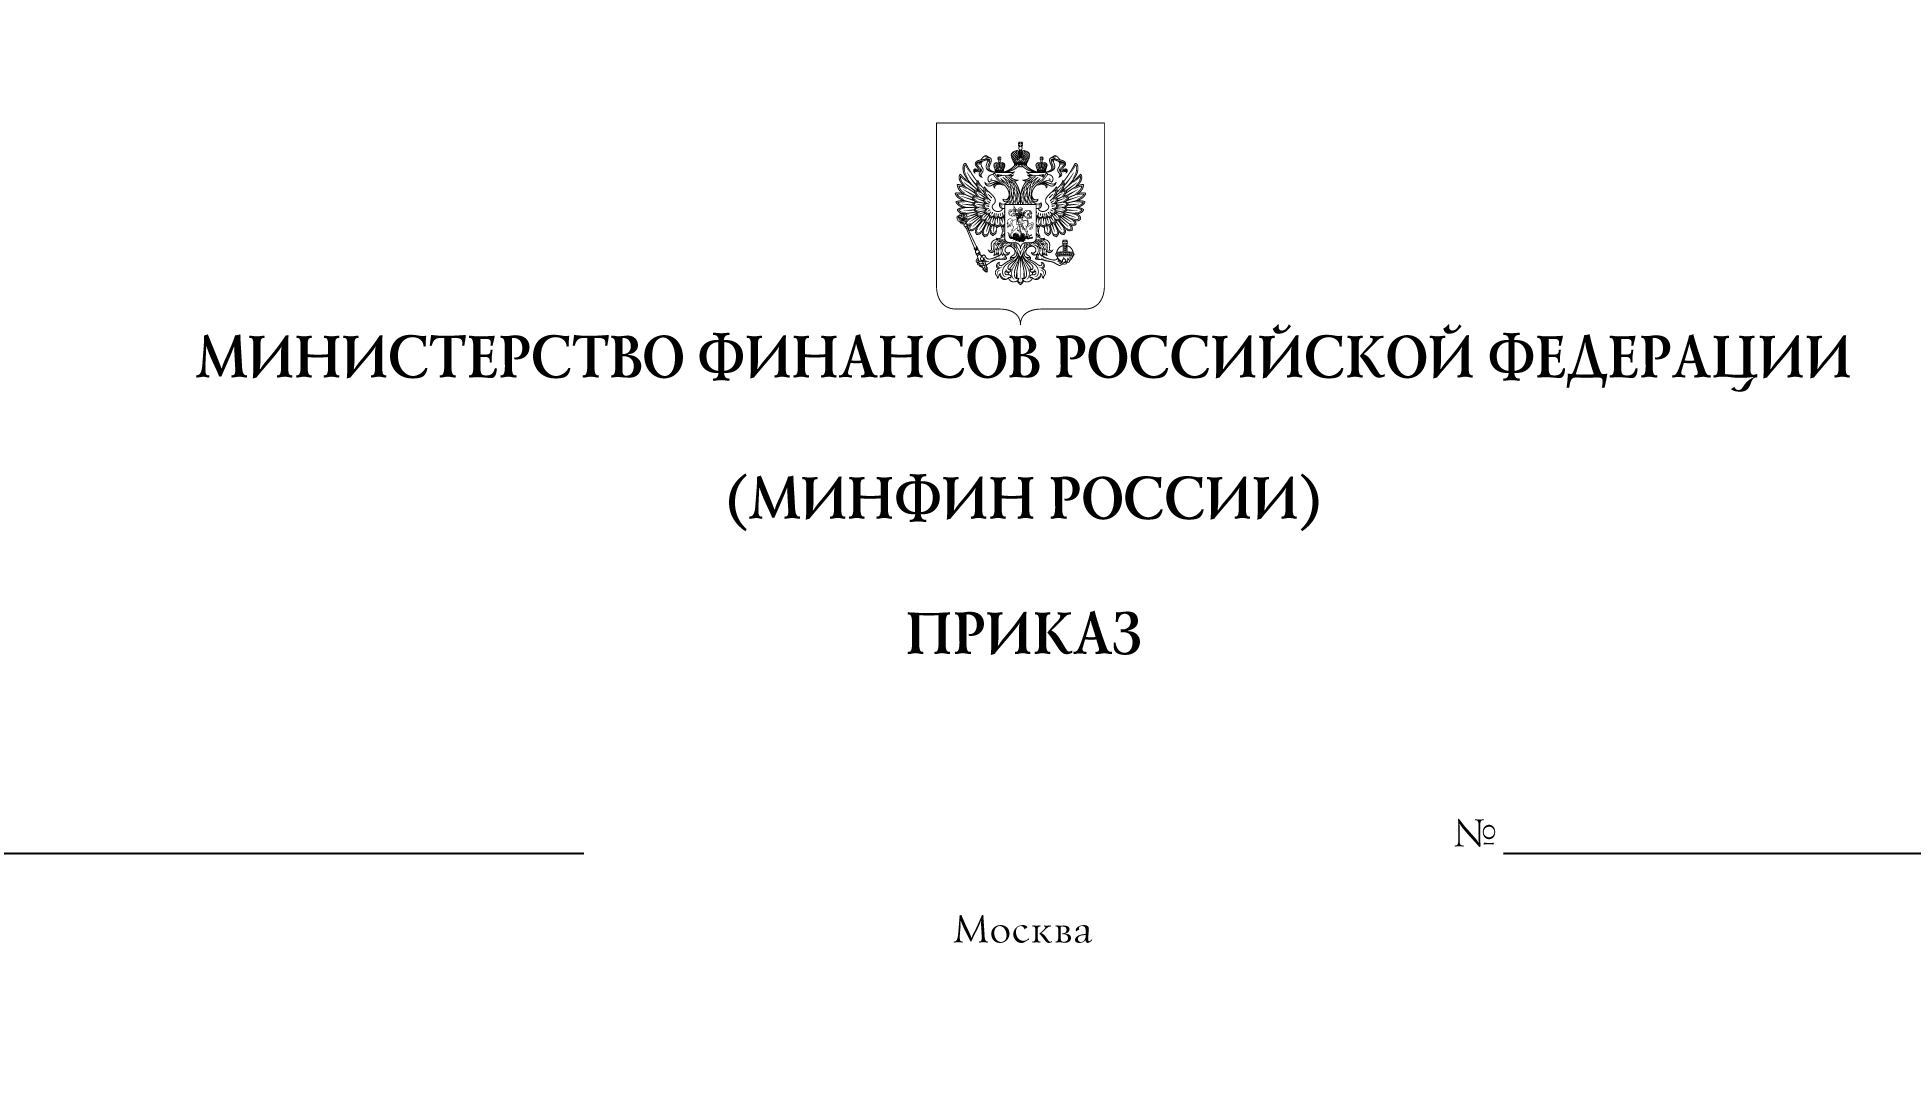 МИНИСТЕРСТВО ФИНАНСОВ РОССИЙСКОЙ ФЕДЕРАЦИИ
(МИНФИН РОССИИ)
ПРИКАЗ
№
Москва